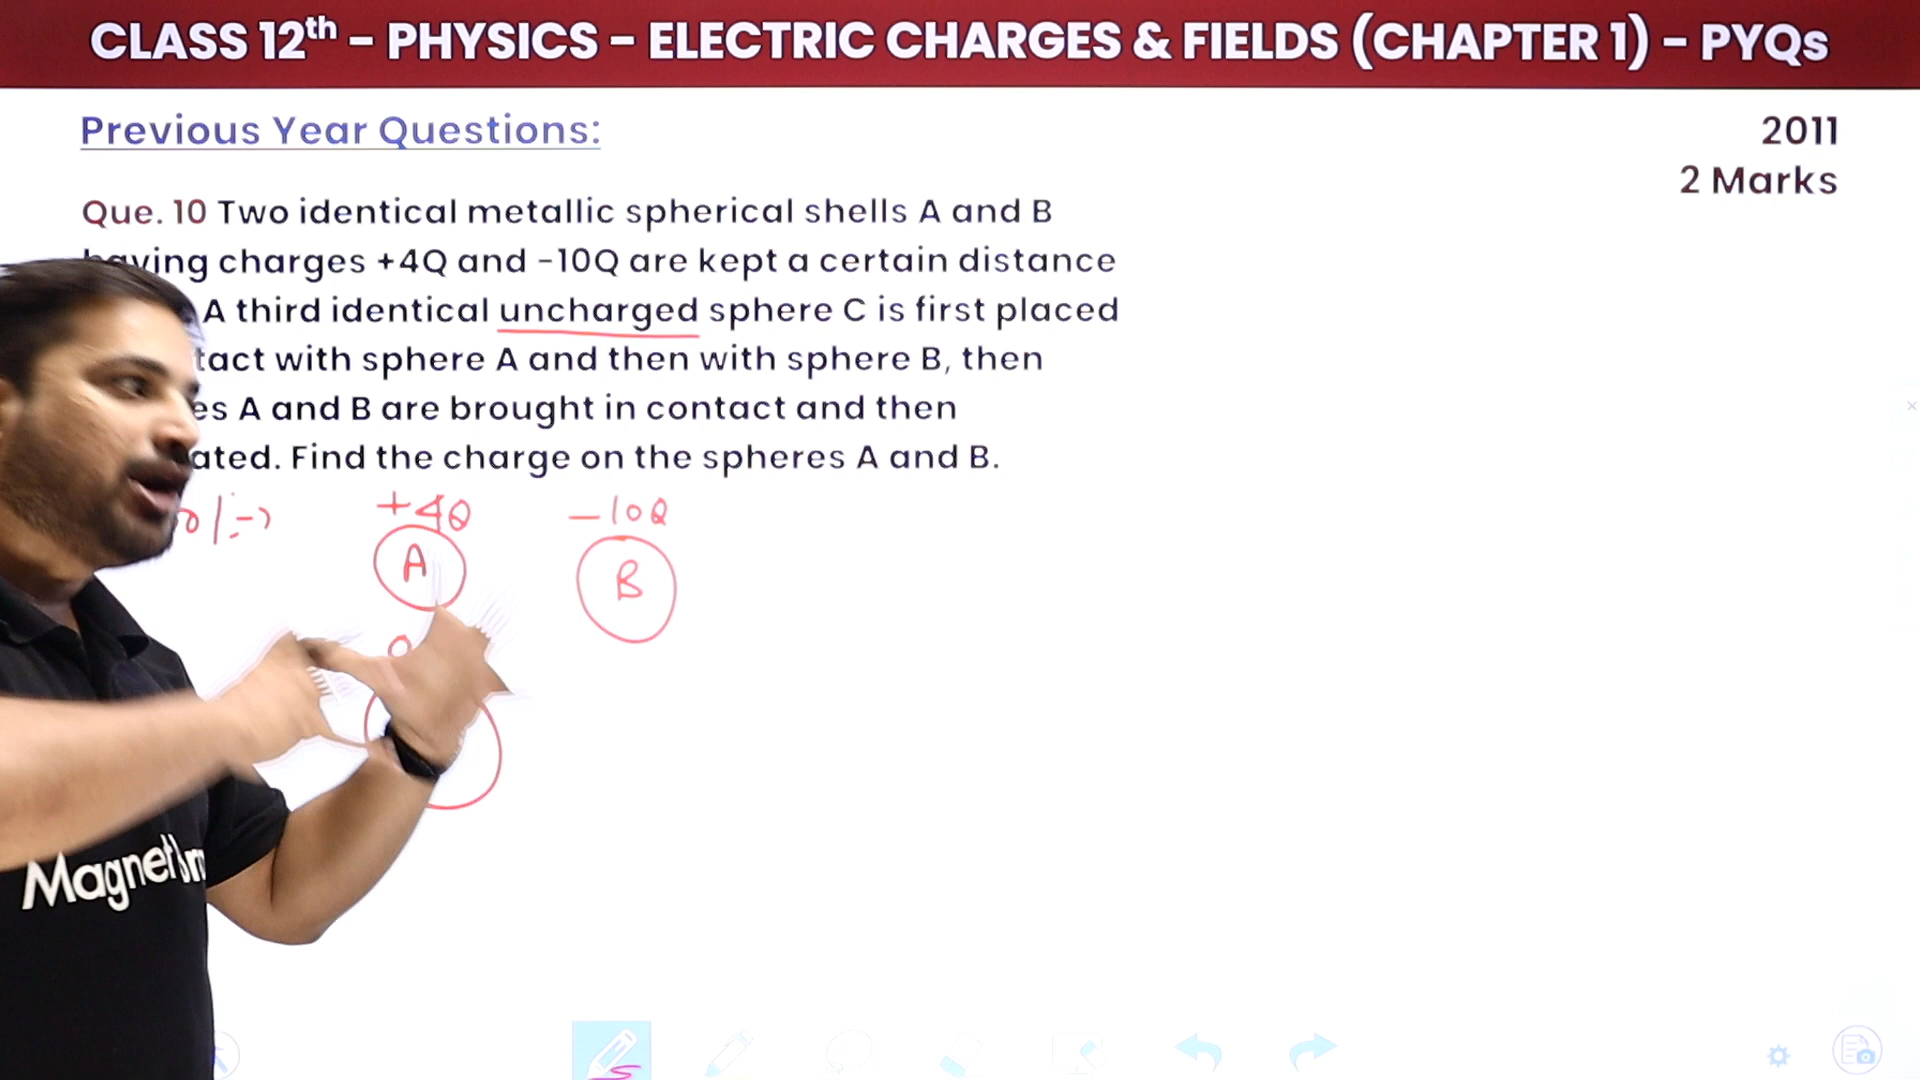 CLASS 12th - PHYSICS - ELECTRIC CHARGES & FIELDS (CHAPTER 1) - PYQs
Previous Year Questions:
2011
2 Marks
Que. 10 Two identical metallic spherical shells A and B
having charges +4Q and -10Q are kept a certain distance
A third identical uncharged sphere C is first placed
with sphere A and then with sphere B, then
A and B are brought in contact and then
Find the charge on the spheres A and B.
+4Q
-10Q
A
B
0
Magnet